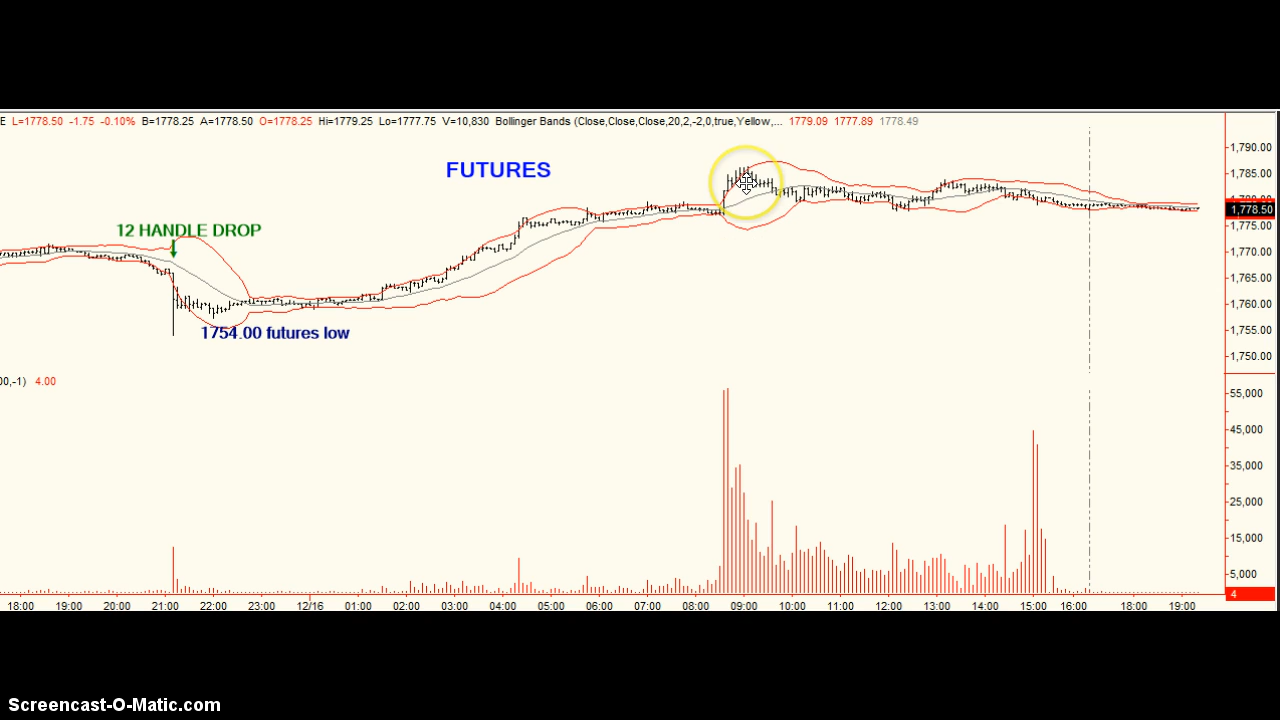 E L=1778.50 -1.75 -0.10% B=1778.25 A=1778.50 O=1778.25 Hi=1779.25 Lo=1777.75 V=10,830 Bollinger Bands (Close,Close,Close,20,2,-2,0,true,Yellow,... 1779.09 1777.89 1778.49
FUTURES
12 HANDLE DROP
1754.00 futures low
1,790.00
1,785.00
1,778.50
1,775.00
1,770.00
1,765.00
1,760.00
1,755.00
1,750.00
00,-1) 4.00
55,000
45,000
35,000
25,000
15,000
5,000
4
18:00 19:00 20:00 21:00 22:00 23:00 12/16 01:00 02:00 03:00 04:00 05:00 06:00 07:00 08:00 09:00 10:00 11:00 12:00 13:00 14:00 15:00 16:00 18:00 19:00
Screencast-O-Matic.com